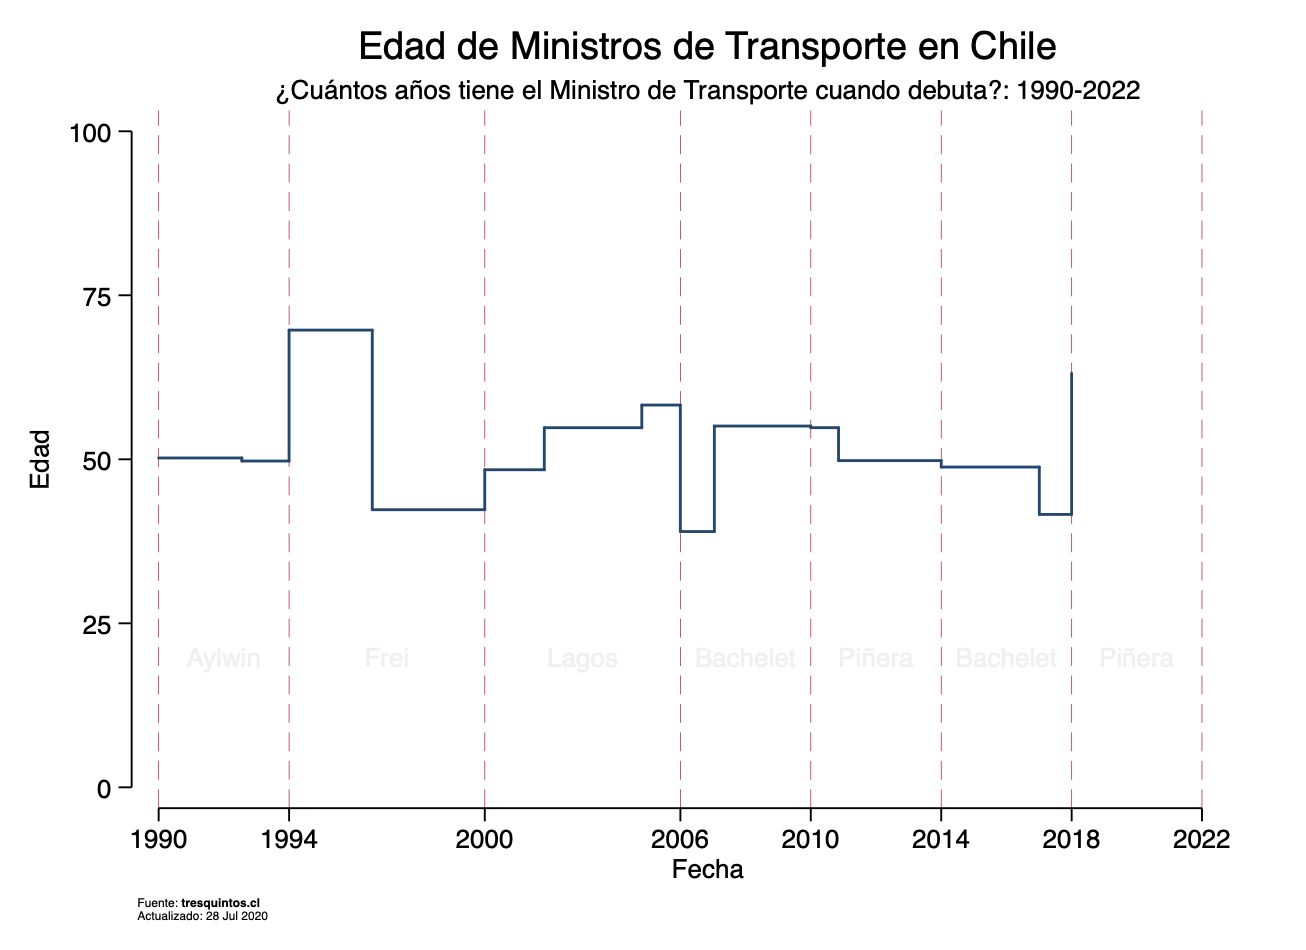 Edad de Ministros de Transporte en Chile
¿Cuántos años tiene el Ministro de Transporte cuando debuta?: 1990-2022
100
75
50
25
0
Edad
Aylwin Frei Lagos Bachelet Piñera Bachelet Piñera
1990 1994 2000 2006 2010 2014 2018 2022
Fecha
Fuente: tresquintos.cl
Actualizado: 28 Jul 2020